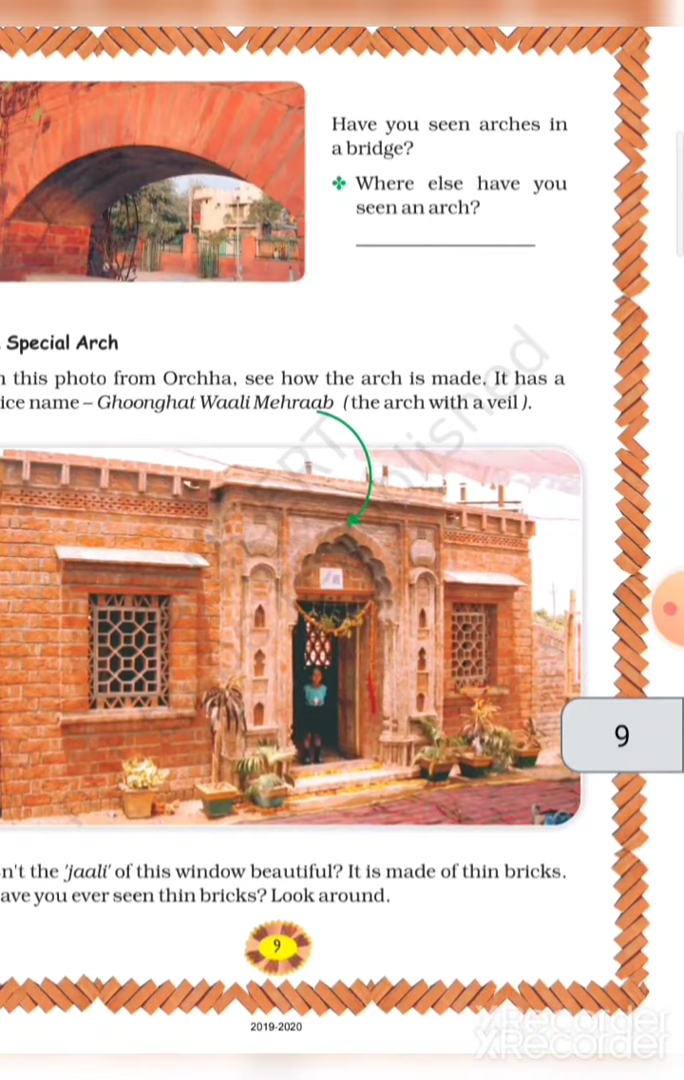 Have you seen arches in
a bridge?
Where else have you
seen an arch?
Special Arch
this photo from Orchha, see how the arch is made. It has a
ice name – Ghoonghat Waali Mehraab (the arch with a veil ).
9
n't the 'jaali' of this window beautiful? It is made of thin bricks.
ave you ever seen thin bricks? Look around.
9
2019-2020
XRecorder
XRecorder